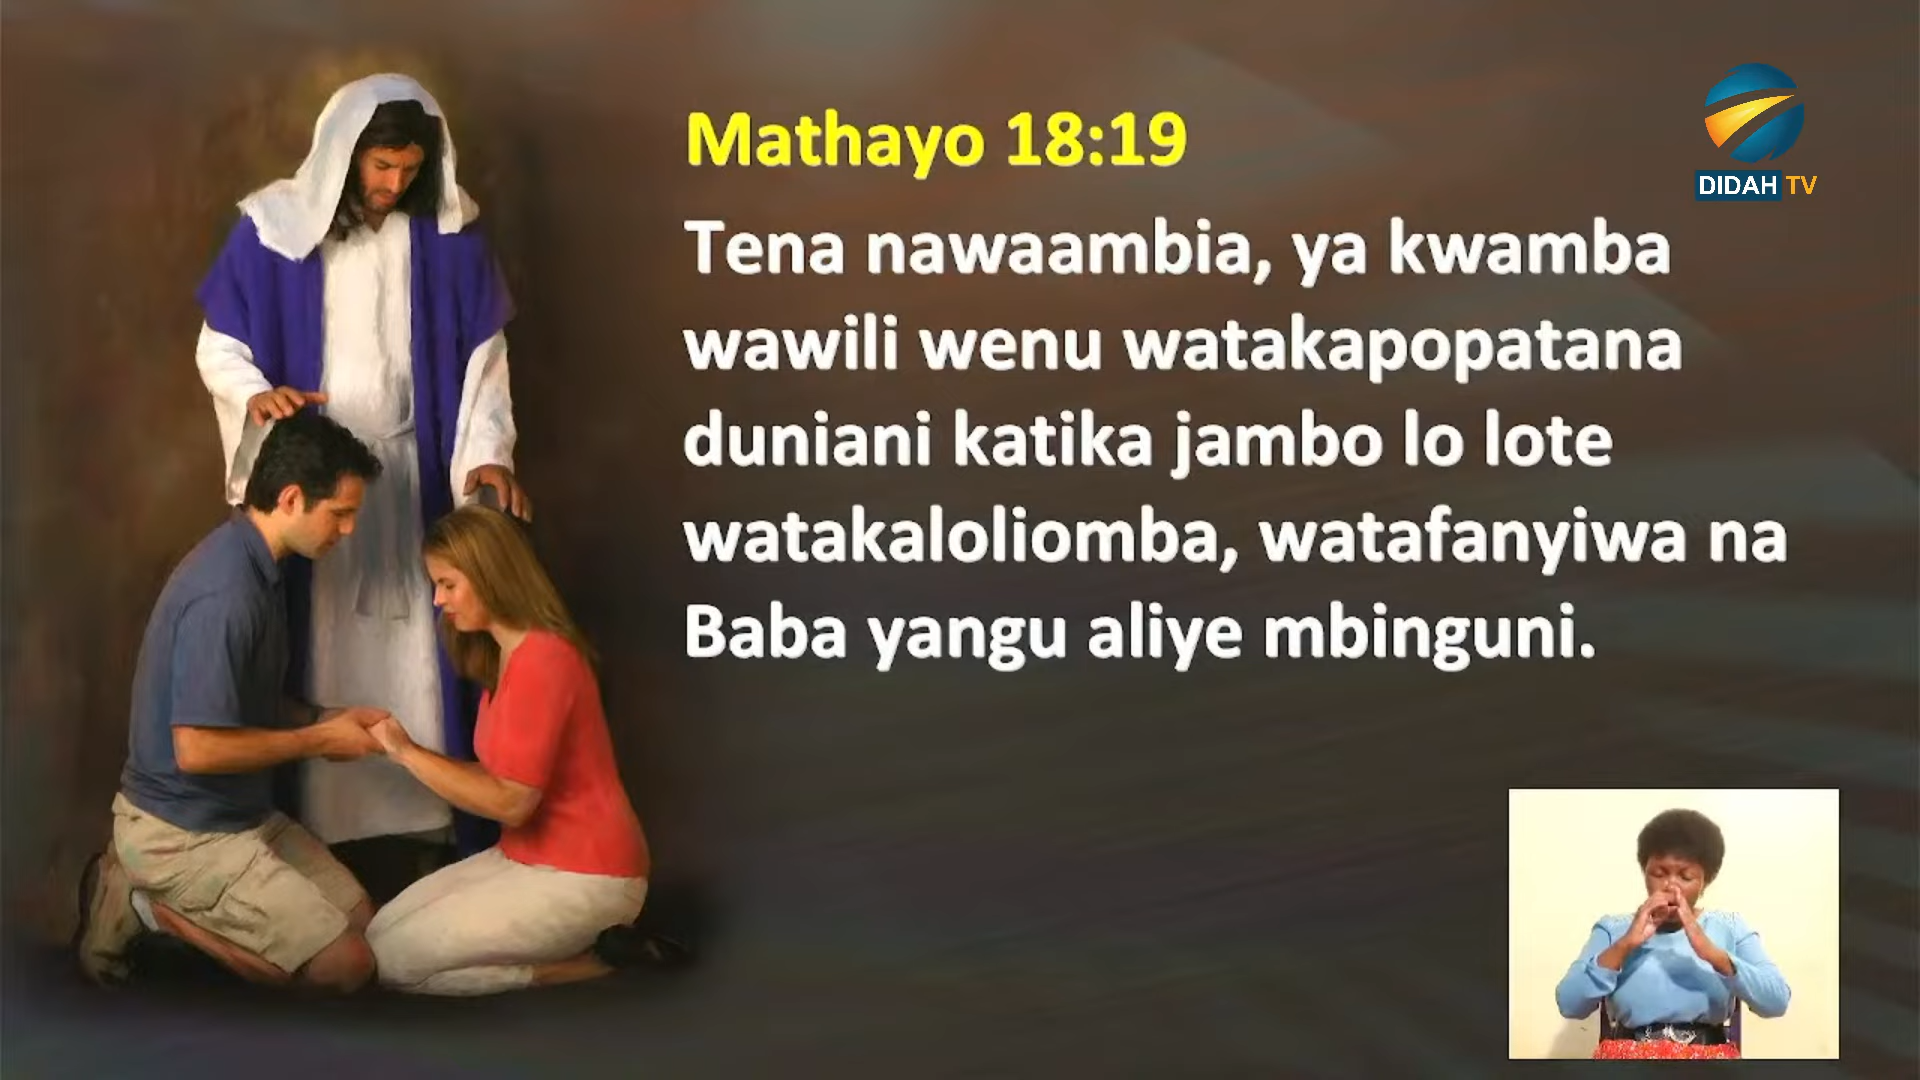 Mathayo 18:19
Tena nawaambia, ya kwamba
wawili wenu watakapopatana
duniani katika jambo lo lote
watakaloliomba, watafanyiwa na
Baba yangu aliye mbinguni.
DIDAH TV